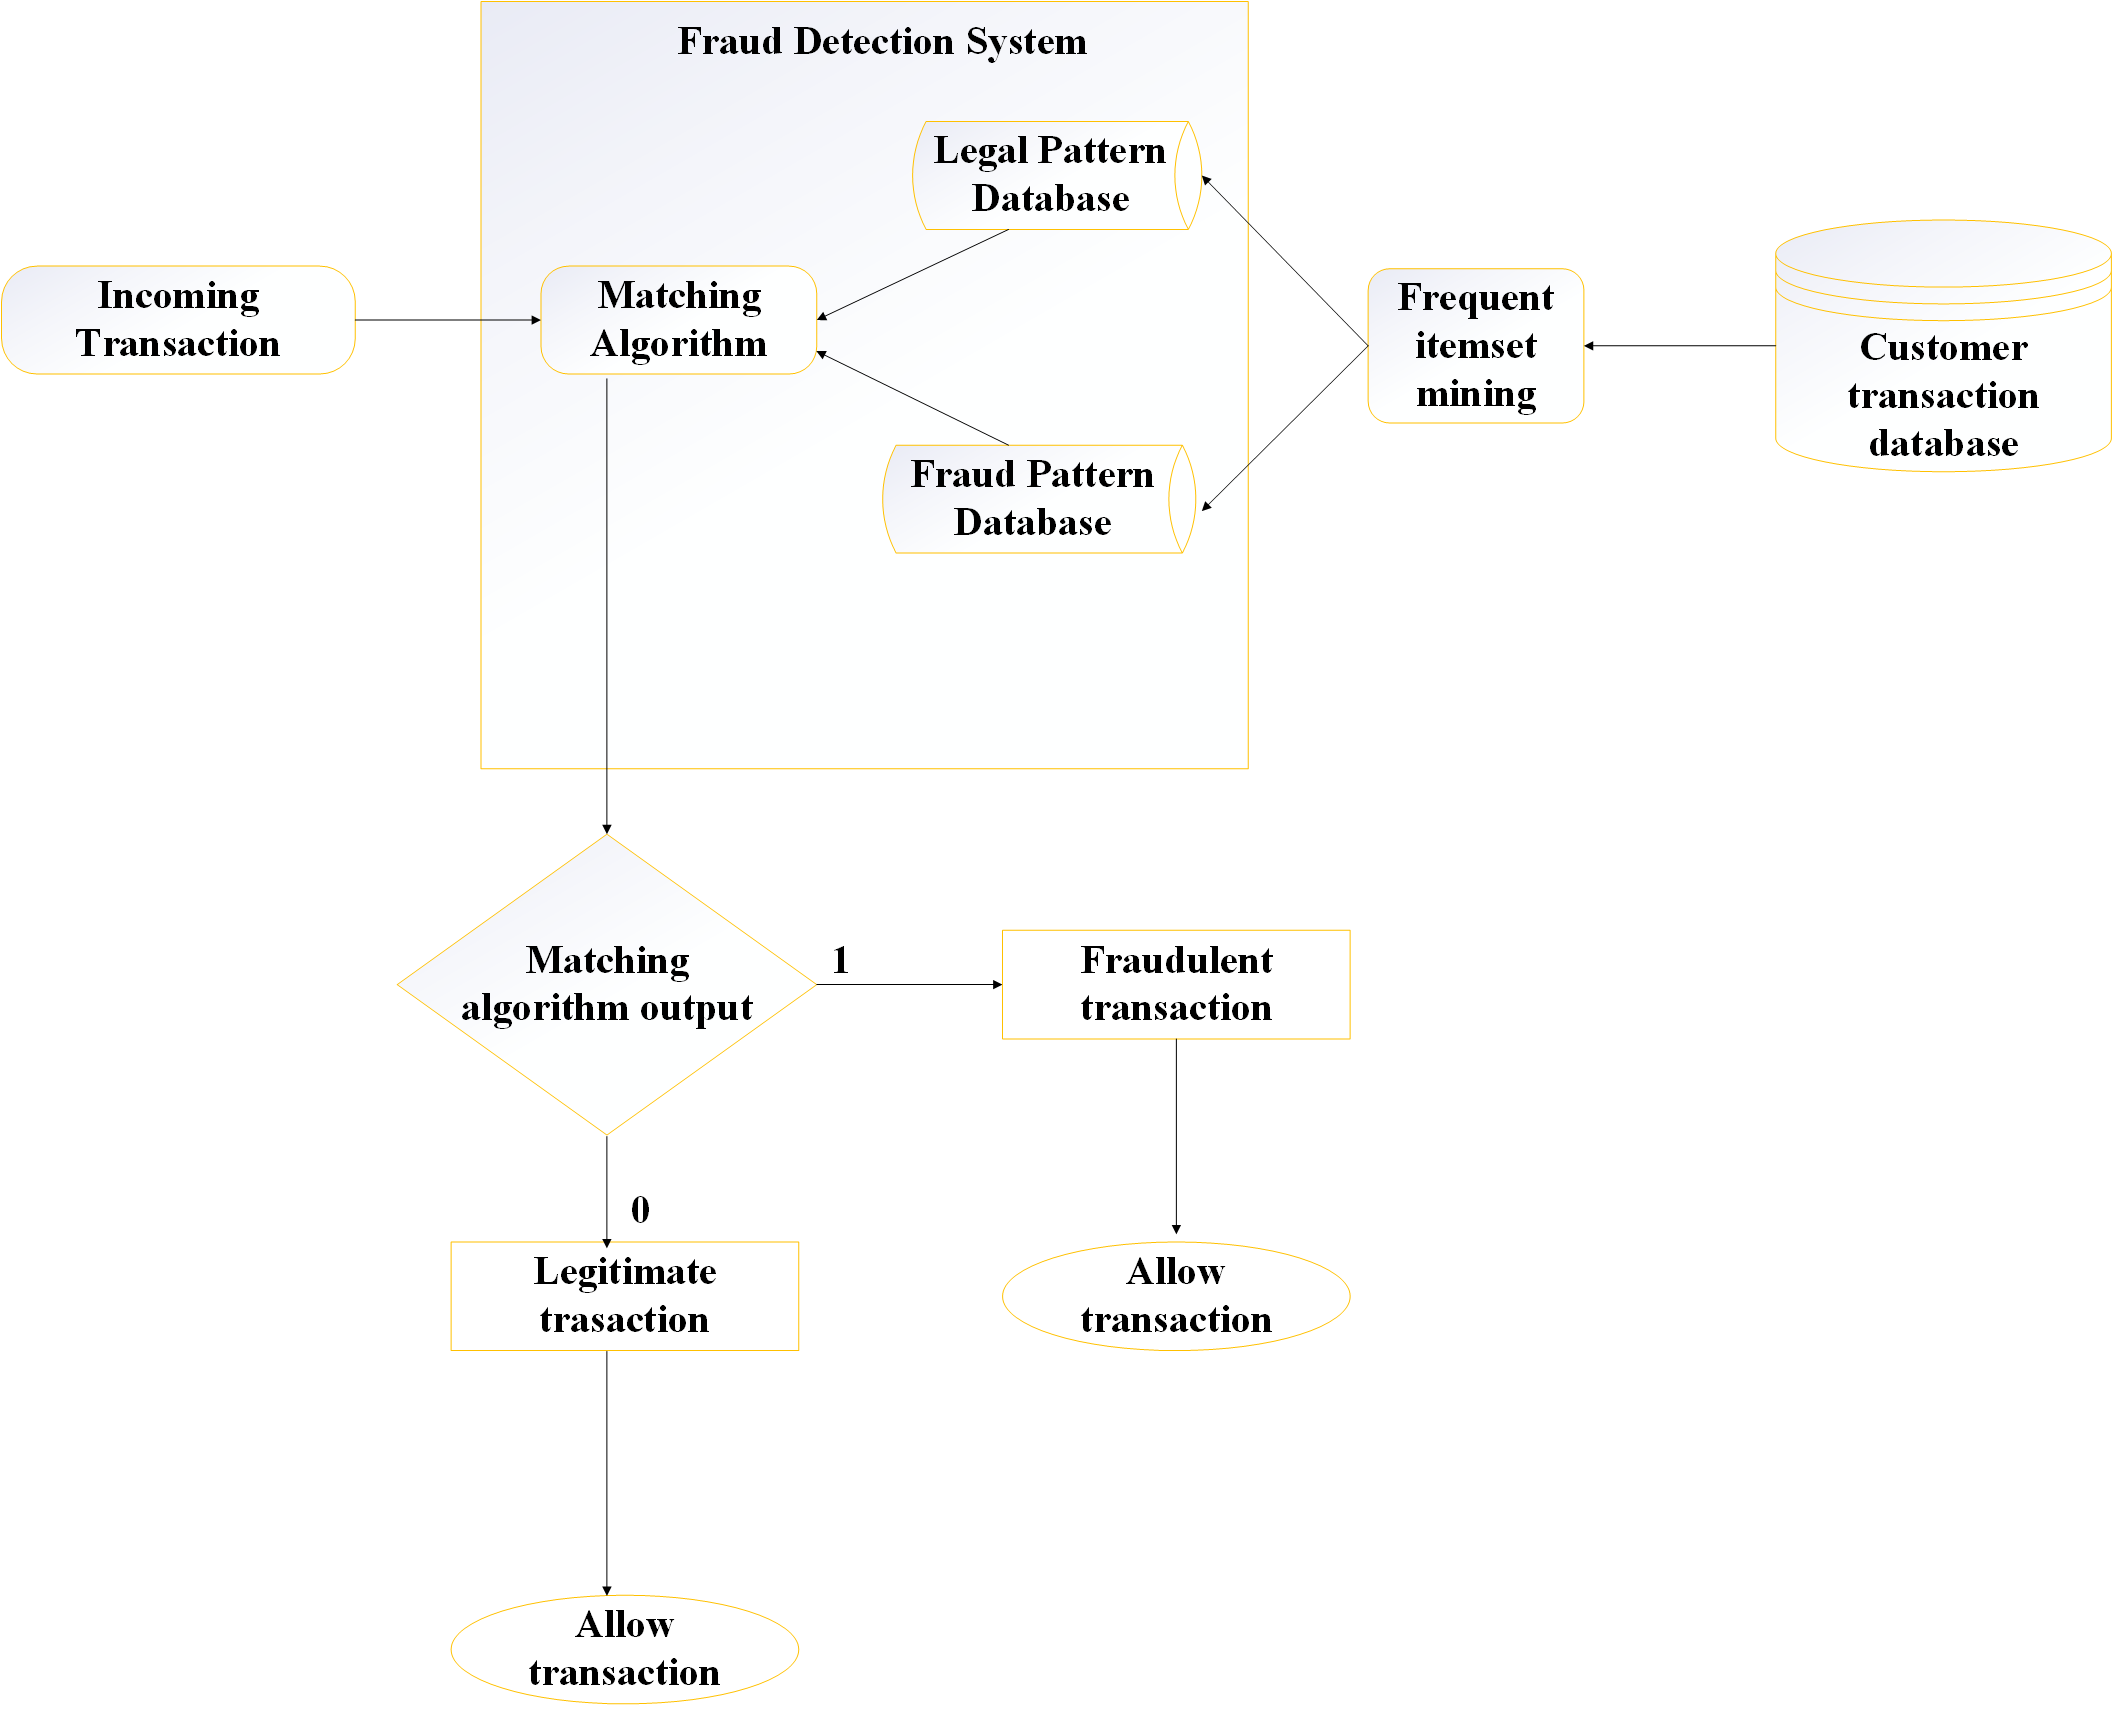 Fraud Detection System
Legal Pattern
Database
Incoming
Transaction
Matching
Algorithm
Frequent
itemset
mining
Customer
transaction
database
Fraud Pattern
Database
Matching
algorithm output
1
Fraudulent
transaction
0
Legitimate
trasaction
Allow
transaction
Allow
transaction